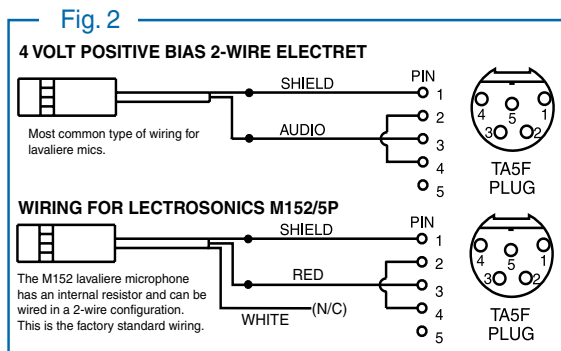 Fig. 2
4 VOLT POSITIVE BIAS 2-WIRE ELECTRET
SHIELD
PIN
1
2
AUDIO
3
4
5
Most common type of wiring for
lavaliere mics.
4
5
1
3
2
TA5F
PLUG
WIRING FOR LECTROSONICS M152/5P
SHIELD
PIN
1
2
RED
3
WHITE
(N/C)
4
5
The M152 lavaliere microphone
has an internal resistor and can be
wired in a 2-wire configuration.
This is the factory standard wiring.
4
5
1
3
2
TA5F
PLUG